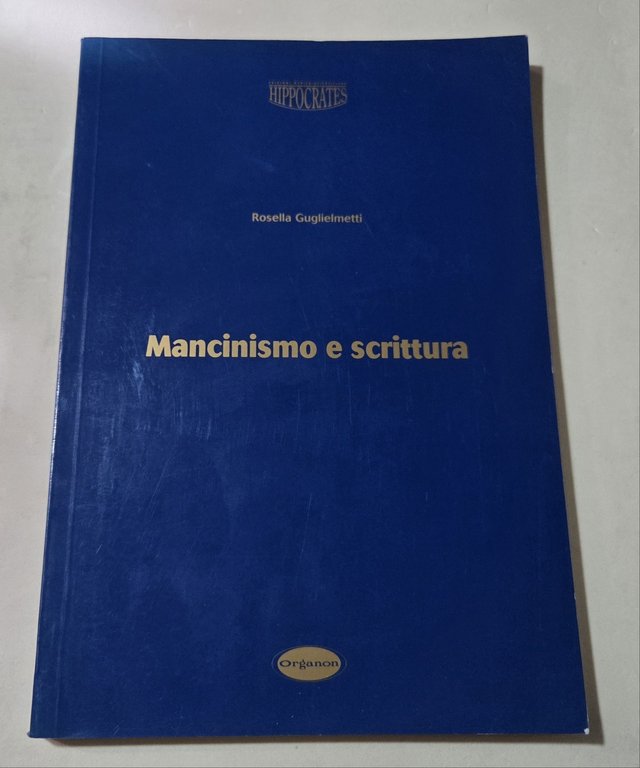 HIPPOCRATES
Rosella Guglielmetti
Mancinismo e scrittura
Organon